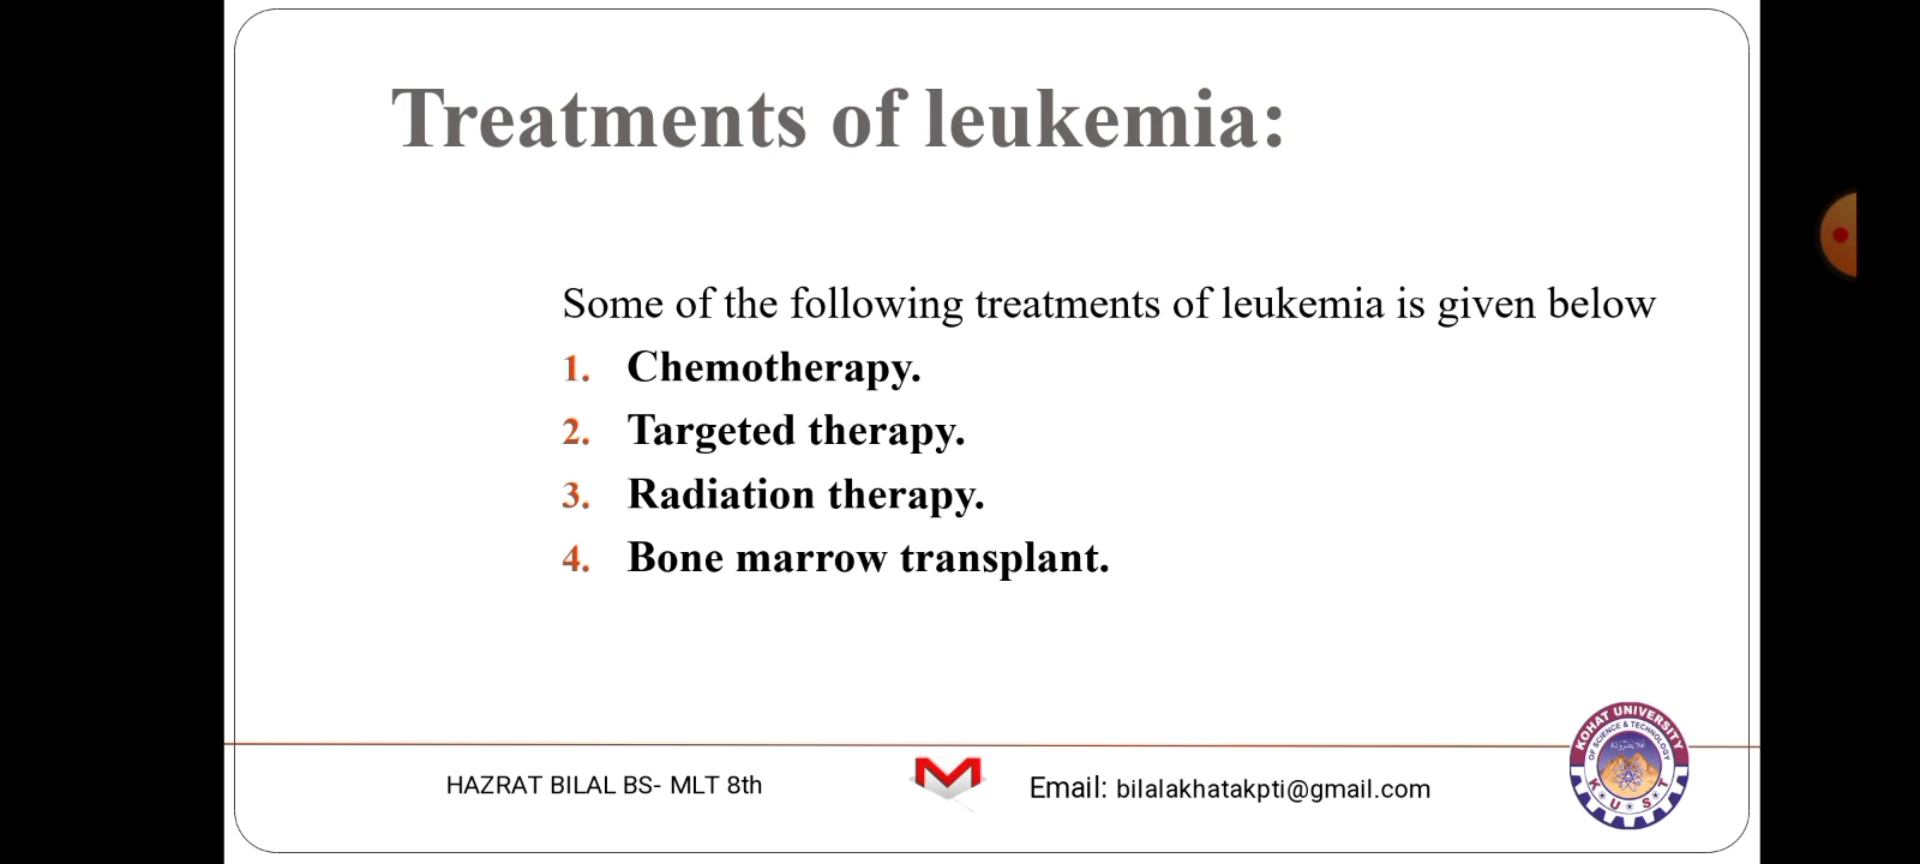 Treatments of leukemia:
Some of the following treatments of leukemia is given below
1. Chemotherapy.
2. Targeted therapy.
3. Radiation therapy.
4. Bone marrow transplant.
HAZRAT BILAL BS- MLT 8th
Email: bilalakhatakpti@gmail.com
KOHAT UNIVERSITY
OF SCIENCE & TECHNOLOGY
K U S T